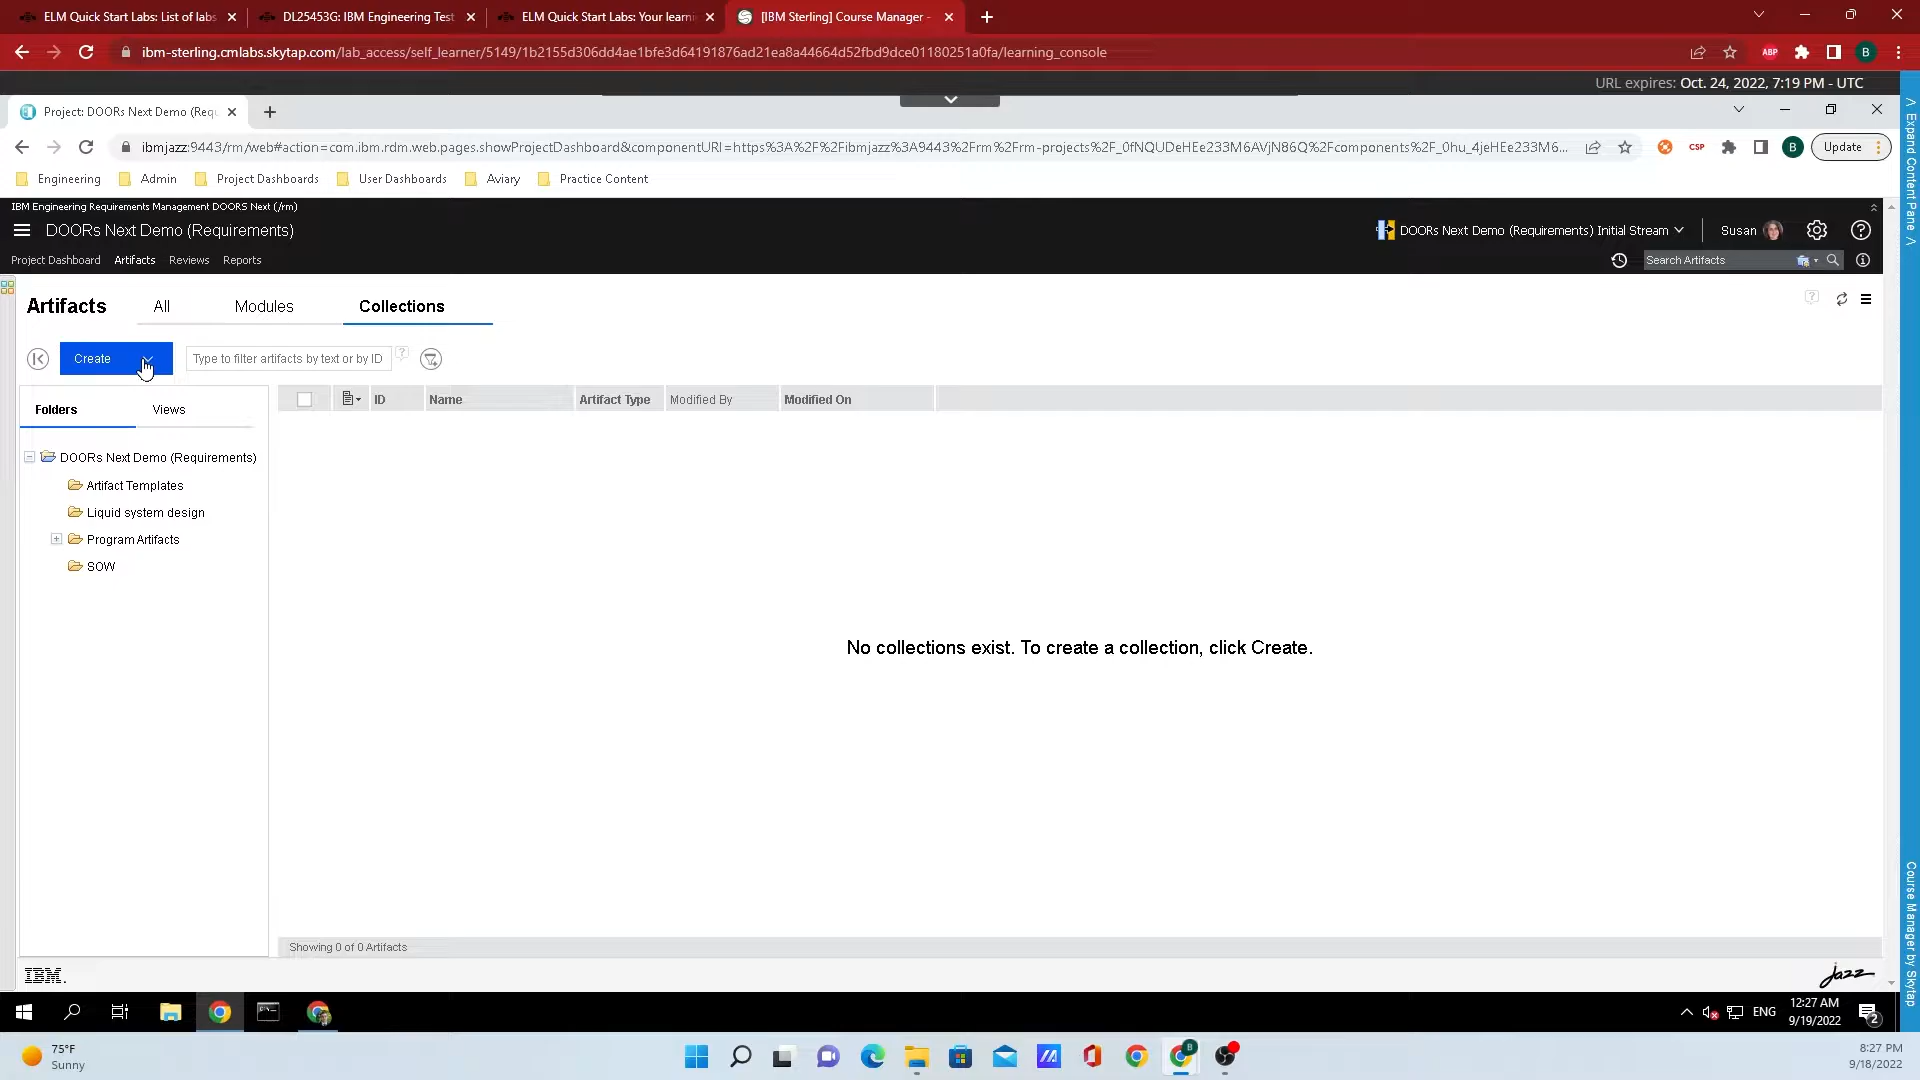 ELM Quick Start Labs: List of labs
DL25453G: IBM Engineering Test
ELM Quick Start Labs: Your learni
[IBM Sterling] Course Manager -
ibm-sterling.cmlabs.skytap.com/lab_access/self_learner/5149/1b2155d306dd4ae1bfe3d64191876ad21ea8a44664d52fbd9dce01180251a0fa/learning_console
ABP
B
URL expires: Oct. 24, 2022, 7:19 PM - UTC
Project: DOORs Next Demo (Requ
ibmjazz:9443/rm/web#action=com.ibm.rdm.web.pages.showProjectDashboard&componentURI=https%3A%2F%2Fibmjazz%3A9443%2Frm%2Frm-projects%2F_0fNQUDeHEe233M6AVjN86Q%2Fcomponents%2F_0hu_4jeHEe233M6...
CSP
B
Update
Engineering
Admin
Project Dashboards
User Dashboards
Aviary
Practice Content
IBM Engineering Requirements Management DOORS Next (/rm)
DOORs Next Demo (Requirements)
DOORs Next Demo (Requirements) Initial Stream
Susan
Project Dashboard
Artifacts
Reviews
Reports
Search Artifacts
Artifacts
All
Modules
Collections
Create
Type to filter artifacts by text or by ID
Folders
Views
ID
Name
Artifact Type
Modified By
Modified On
DOORs Next Demo (Requirements)
Artifact Templates
Liquid system design
Program Artifacts
SOW
No collections exist. To create a collection, click Create.
Showing 0 of 0 Artifacts
IBM.
Jazz
Λ Expand Content Pane Λ
Course Manager by Skytap
ENG
12:27 AM
9/19/2022
2
75°F
Sunny
B
8:27 PM
9/18/2022